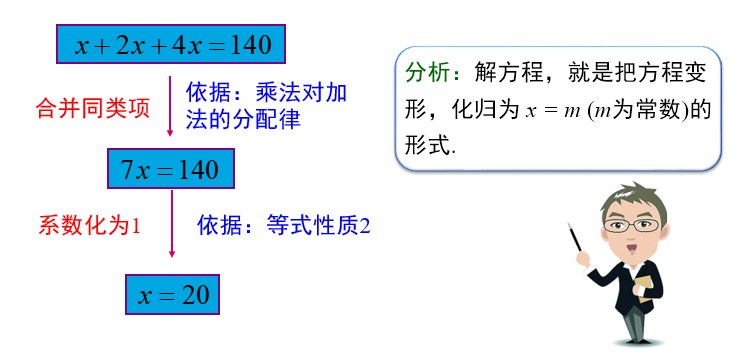 x + 2x + 4x = 140
合并同类项
依据：乘法对加
法的分配律
7x = 140
系数化为1
依据：等式性质2
x = 20
分析：解方程，就是把方程变
形，化归为 x = m (m为常数)的
形式.